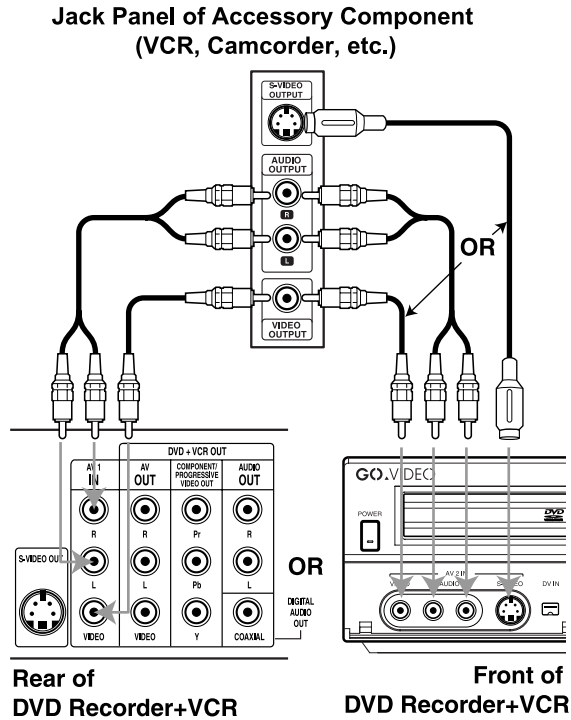 Jack Panel of Accessory Component
(VCR, Camcorder, etc.)
S-VIDEO
OUTPUT
AUDIO
OUTPUT
R
L
VIDEO
OUTPUT
OR
DVD + VCR OUT
AV 1
IN
AV
OUT
COMPONENT/
PROGRESSIVE
VIDEO OUT
AUDIO
OUT
R
R
Pr
R
S-VIDEO OUT
L
L
Pb
L
VIDEO
VIDEO
Y
COAXIAL
OR
DIGITAL
AUDIO
OUT
GO.VIDEO
POWER
DVD
AV 2 IN
AUDIO
DV IN
Rear of
DVD Recorder+VCR
Front of
DVD Recorder+VCR